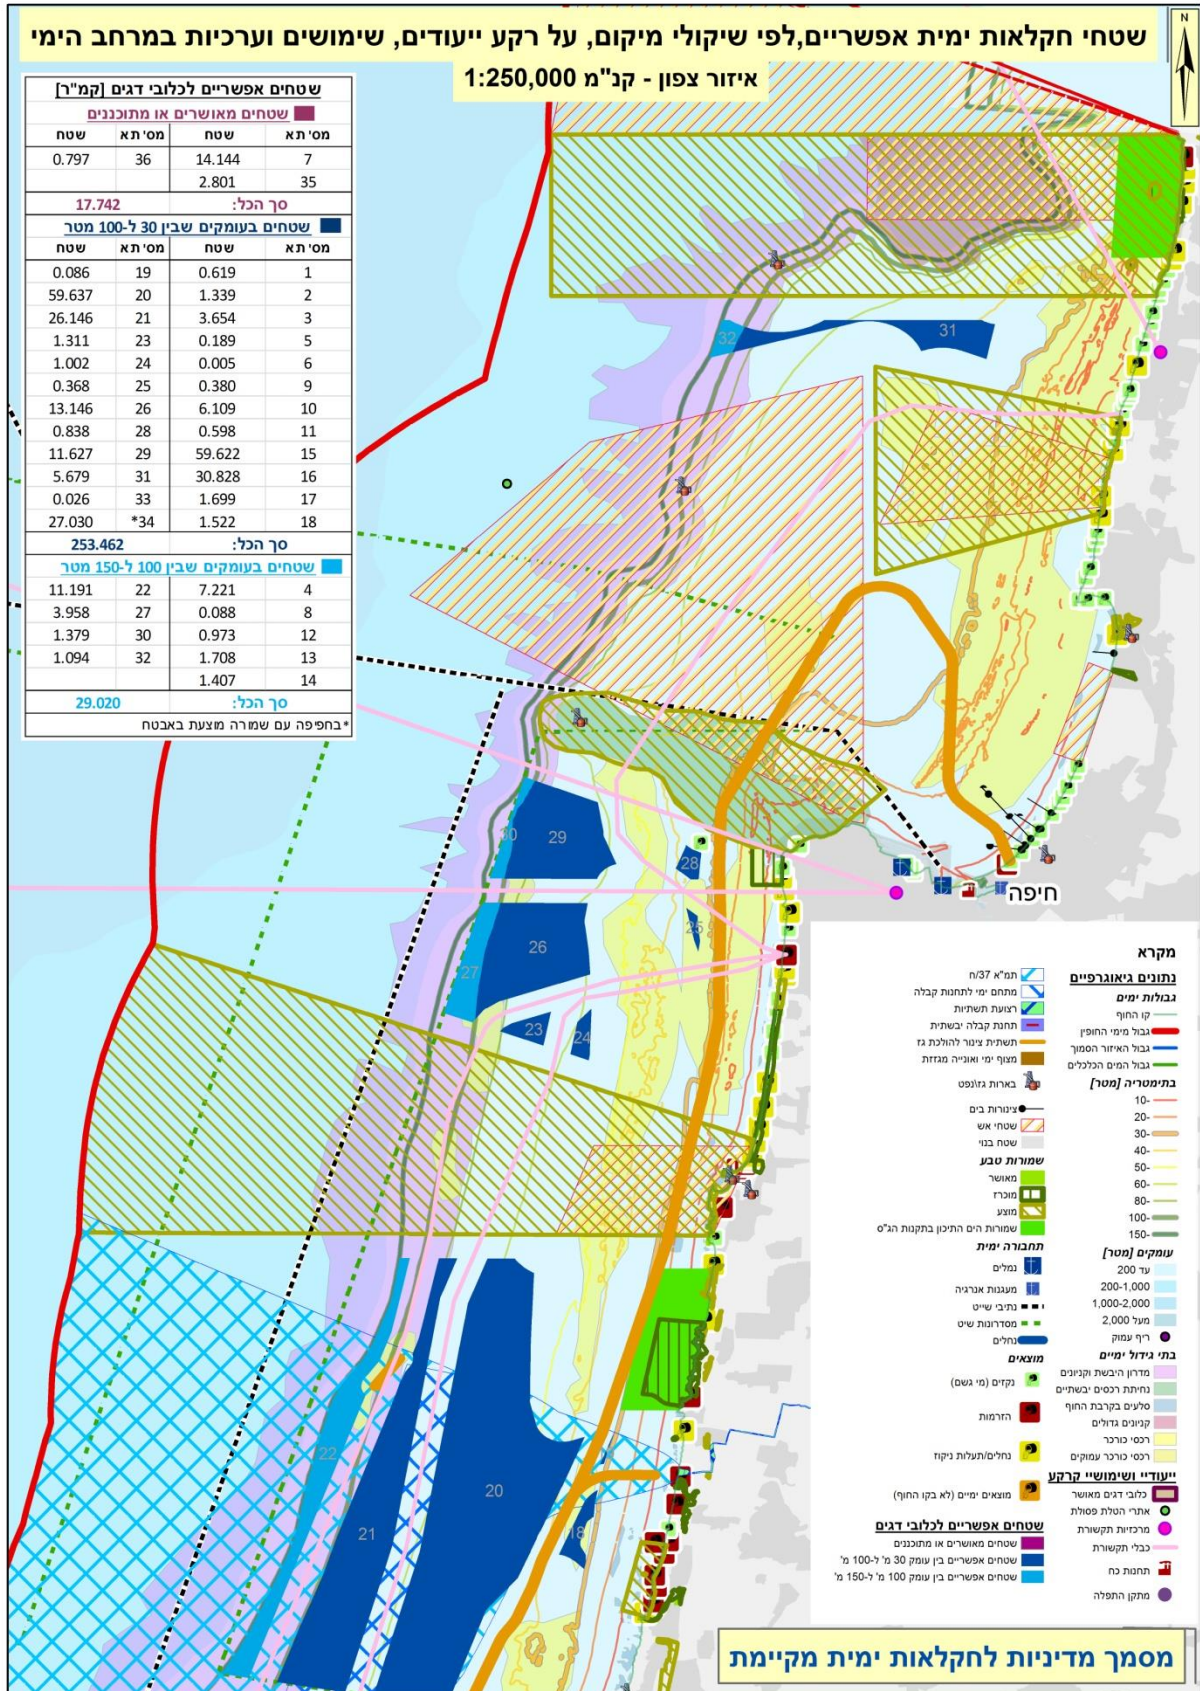 שטחי חקלאות ימית אפשריים,לפי שיקולי מיקום, על רקע ייעודים, שימושים וערכיות במרחב הימי
איזור צפון - קנ"מ 1:250,000
N
שטחים אפשריים לכלובי דגים [קמ"ר]
שטחים מאושרים או מתוכננים
מס' תא שטח מס' תא שטח
7 14.144 36 0.797
35 2.801
סך הכל: 17.742
שטחים בעומקים שבין 30 ל-100 מטר
מס' תא שטח מס' תא שטח
1 0.619 19 0.086
2 1.339 20 59.637
3 3.654 21 26.146
5 0.189 23 1.311
6 0.005 24 1.002
9 0.380 25 0.368
10 6.109 26 13.146
11 0.598 28 0.838
15 59.622 29 11.627
16 30.828 31 5.679
17 1.699 33 0.026
18 1.522 34* 27.030
סך הכל: 253.462
שטחים בעומקים שבין 100 ל-150 מטר
4 7.221 22 11.191
8 0.088 27 3.958
12 0.973 30 1.379
13 1.708 32 1.094
14 1.407
סך הכל: 29.020
*בחפיפה עם שמורה מוצעת באבטח
31
32
30
29
28
25
26
27
23
24
22
21
20
18
חיפה
מקרא
נתונים גיאוגרפיים
גבולות ימים
קו החוף
גבול מימי החופין
גבול האיזור הסמוך
גבול המים הכלכלים
בתימטריה [מטר]
-10
-20
-30
-40
-50
-60
-80
-100
-150
עומקים [מטר]
עד 200
200-1,000
1,000-2,000
מעל 2,000
ריף עמוק
בתי גידול ימיים
מדרון היבשת וקניונים
נחיתת רכסים יבשתיים
סלעים בקרבת החוף
קניונים גדולים
רכסי כורכר
רכסי כורכר עמוקים
ייעודיי ושימושיי קרקע
כלובי דגים מאושר
אתרי הטלת פסולת
מרכזיות תקשורת
כבלי תקשורת
תחנות כח
מתקן התפלה
תמ"א 37/ח
מתחם ימי לתחנות קבלה
רצועת תשתיות
תחנת קבלה יבשתית
תשתית צינור להולכת גז
מצוף ימי ואונייה מגזזת
בארות גז\נפט
צינורות בים
שטחי אש
שטח בנוי
שמורות טבע
מאושר
מוכרז
מוצע
שמורות הים התיכון בתקנות הג"ס
תחבורה ימית
נמלים
מעגנות אנרגיה
נתיבי שייט
מסדרונות שיט
נחלים
מוצאים
נקזים (מי גשם)
הזרמות
נחלים/תעלות ניקוז
מוצאים ימיים (לא בקו החוף)
שטחים אפשריים לכלובי דגים
שטחים מאושרים או מתוכננים
שטחים אפשריים בין עומק 30 מ' ל-100 מ'
שטחים אפשריים בין עומק 100 מ' ל-150 מ'
מסמך מדיניות לחקלאות ימית מקיימת